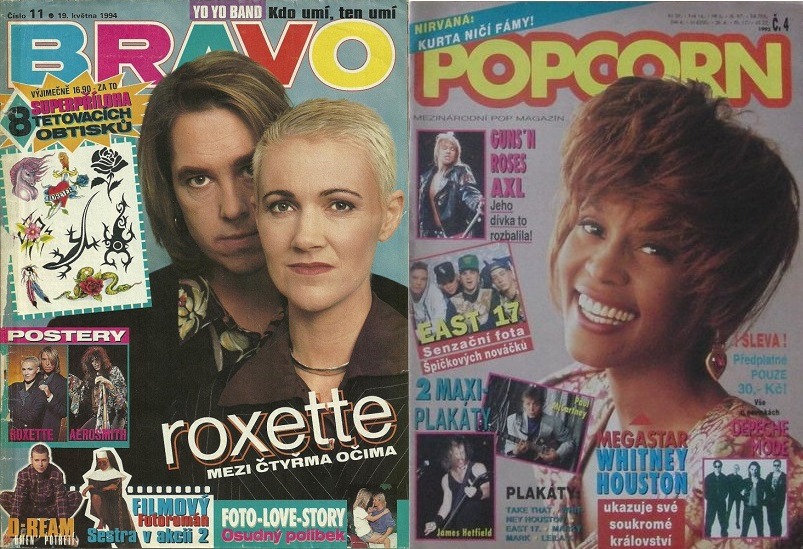 YO YO BAND Kdo umí, ten umí
Číslo 11 • 19. května 1994
BRAVO
VÝJIMEČNĚ 16,90 - ZA TO
SUPERPŘÍLOHA
8 TETOVACÍCH
OBTISKŮ
POSTERY
ROXETTE
AEROSMITH
roxette
MEZI ČTYŘMA OČIMA
D:REAM
FILMOVÝ
Fotoromán
Sestra v akci 2
FOTO-LOVE-STORY
Osudný polibek
NIRVANA:
KURTA NIČÍ FÁMY!
Č. 4
POPCORN
MEZINÁRODNÍ POP MAGAZÍN
GUNS'N
ROSES
AXL
Jeho
dívka to
rozbalila!
EAST 17
Senzační fota
Špičkových nováčků
2 MAXI-
PLAKÁTY
Paul
McCartney
James Hetfield
PLAKÁTY:
TAKE THAT,
NEY HOUSTON
EAST 17
MARK
! SLEVA!
Předplatné
POUZE
30,- Kč!
DEPECHE
MODE
MEGASTAR
WHITNEY
HOUSTON
ukazuje své
soukromé
království